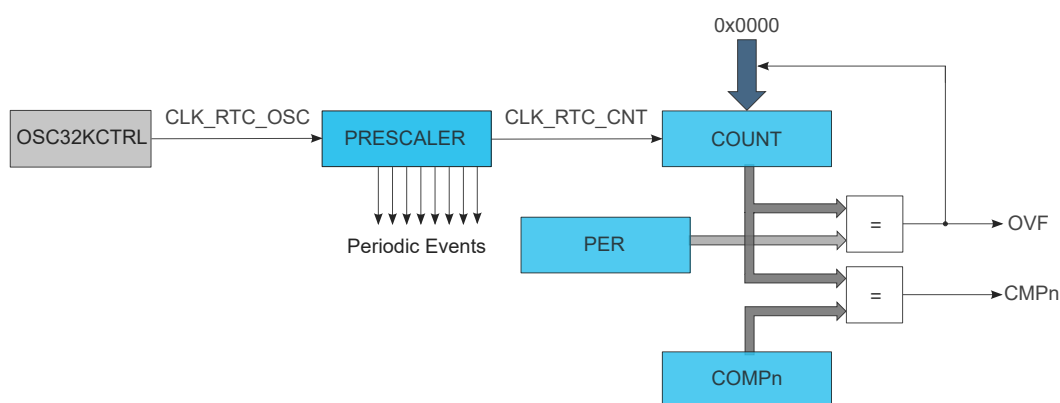 0x0000
OSC32KCTRL
CLK_RTC_OSC
PRESCALER
CLK_RTC_CNT
COUNT
Periodic Events
PER
=
OVF
=
CMPn
COMPn